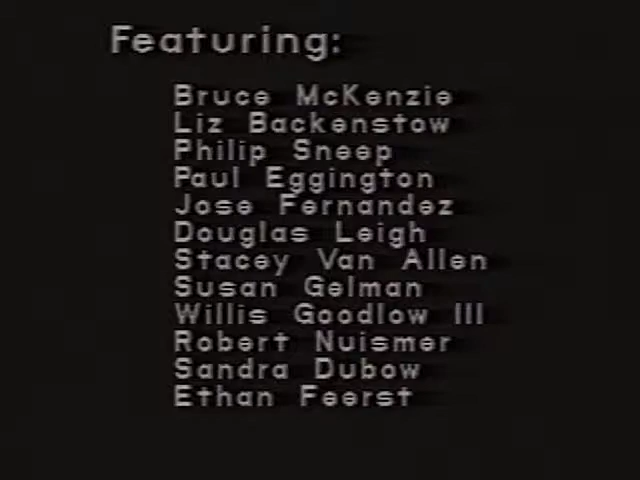 Featuring:
Bruce McKenzie
Liz Backenstow
Philip Sneep
Paul Eggington
Jose Fernandez
Douglas Leigh
Stacey Van Allen
Susan Gelman
Willis Goodlow III
Robert Nuismer
Sandra Dubow
Ethan Feerst